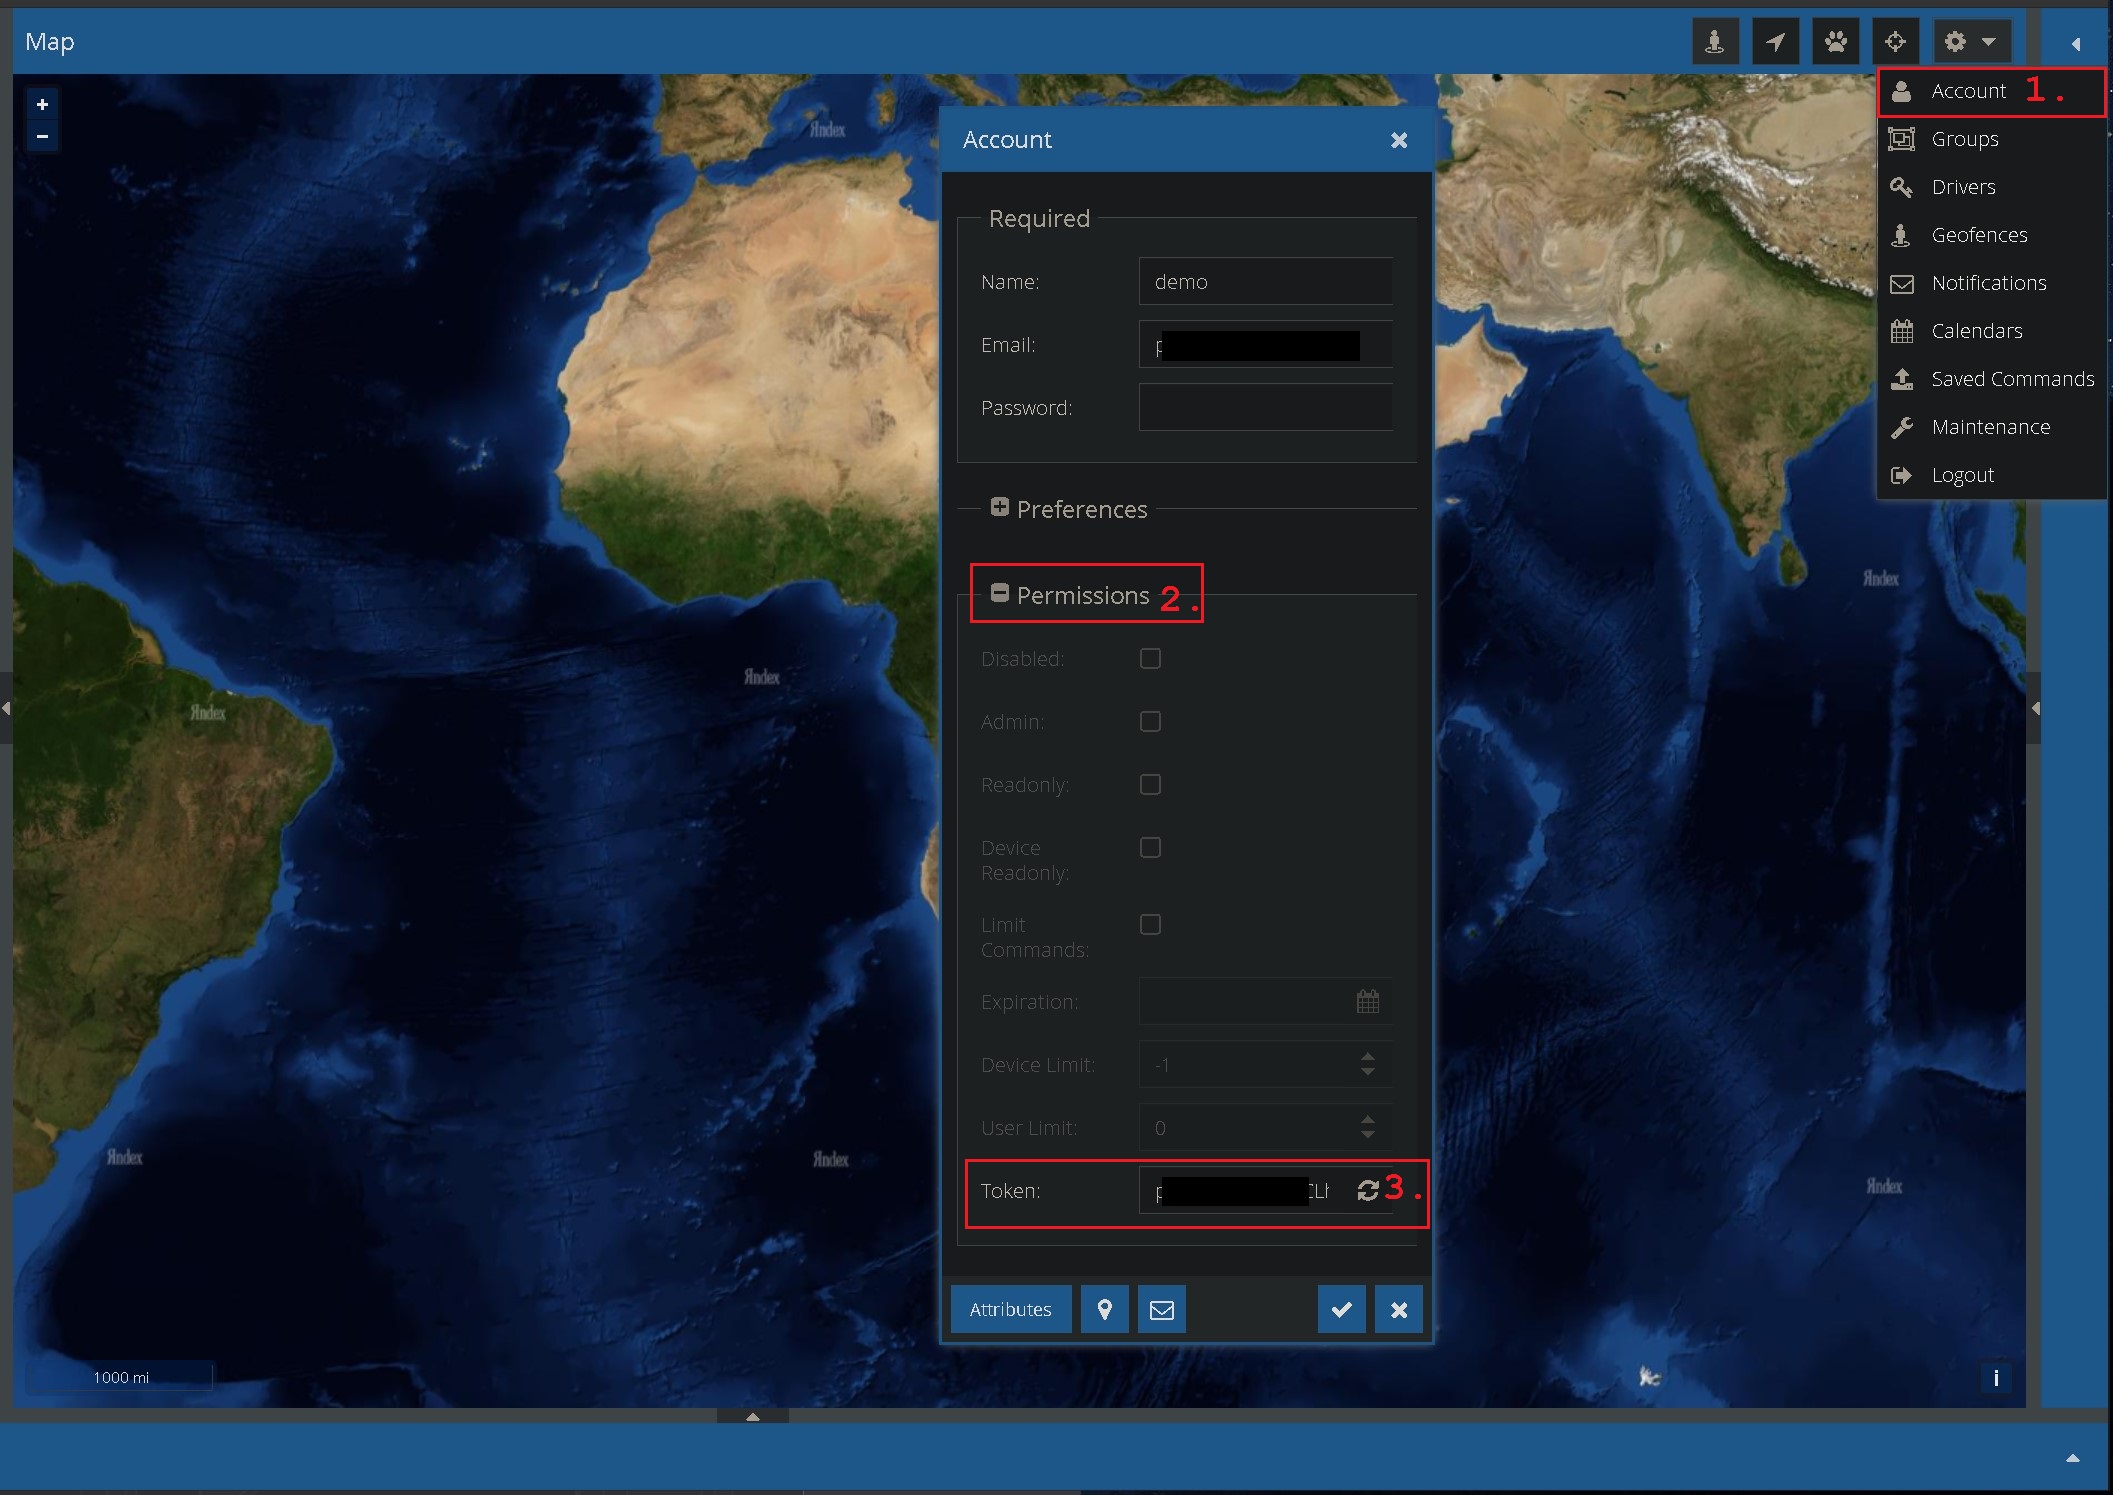 Map
Account 1.
Groups
Drivers
Geofences
Notifications
Calendars
Saved Commands
Maintenance
Logout
+
−
Account
Required
Name: demo
Email: p
Password:
Preferences
Permissions 2.
Disabled:
Admin:
Readonly:
Device
Readonly:
Limit
Commands:
Expiration:
Device Limit: -1
User Limit: 0
Token: p 3.
Attributes
Яndex
Яndex
Яndex
Яndex
Яndex
Яndex
Яndex
1000 mi
i